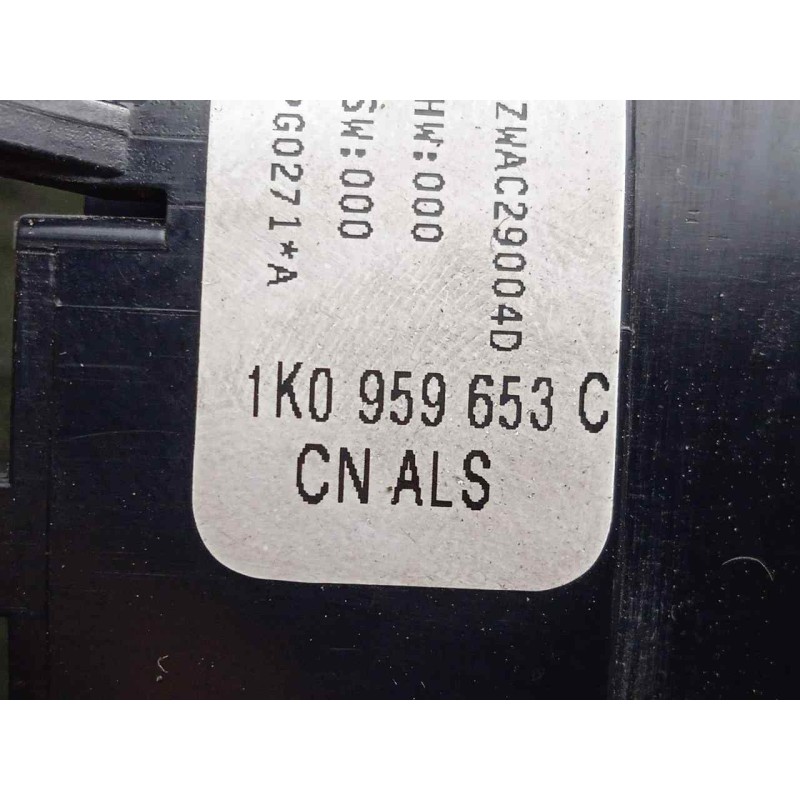 ZWAC29004D
HW:000
SW:000
PG0271*A
1K0 959 653 C
CN ALS